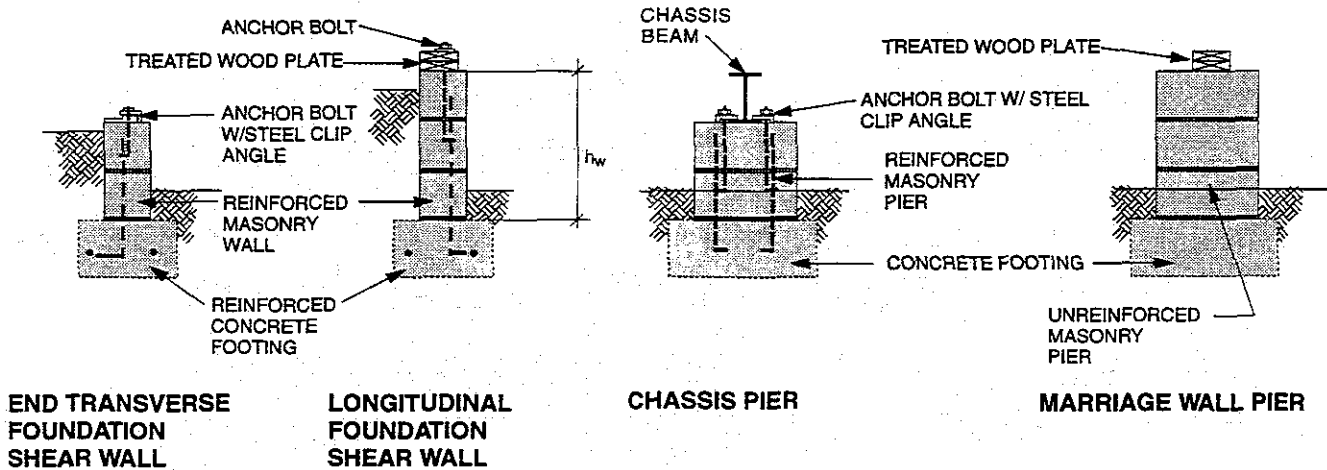 ANCHOR BOLT
TREATED WOOD PLATE
ANCHOR BOLT
W/STEEL CLIP
ANGLE
hw
REINFORCED
MASONRY
WALL
REINFORCED
CONCRETE
FOOTING
END TRANSVERSE
FOUNDATION
SHEAR WALL
LONGITUDINAL
FOUNDATION
SHEAR WALL
CHASSIS
BEAM
ANCHOR BOLT W/ STEEL
CLIP ANGLE
REINFORCED
MASONRY
PIER
CONCRETE FOOTING
CHASSIS PIER
TREATED WOOD PLATE
UNREINFORCED
MASONRY
PIER
MARRIAGE WALL PIER